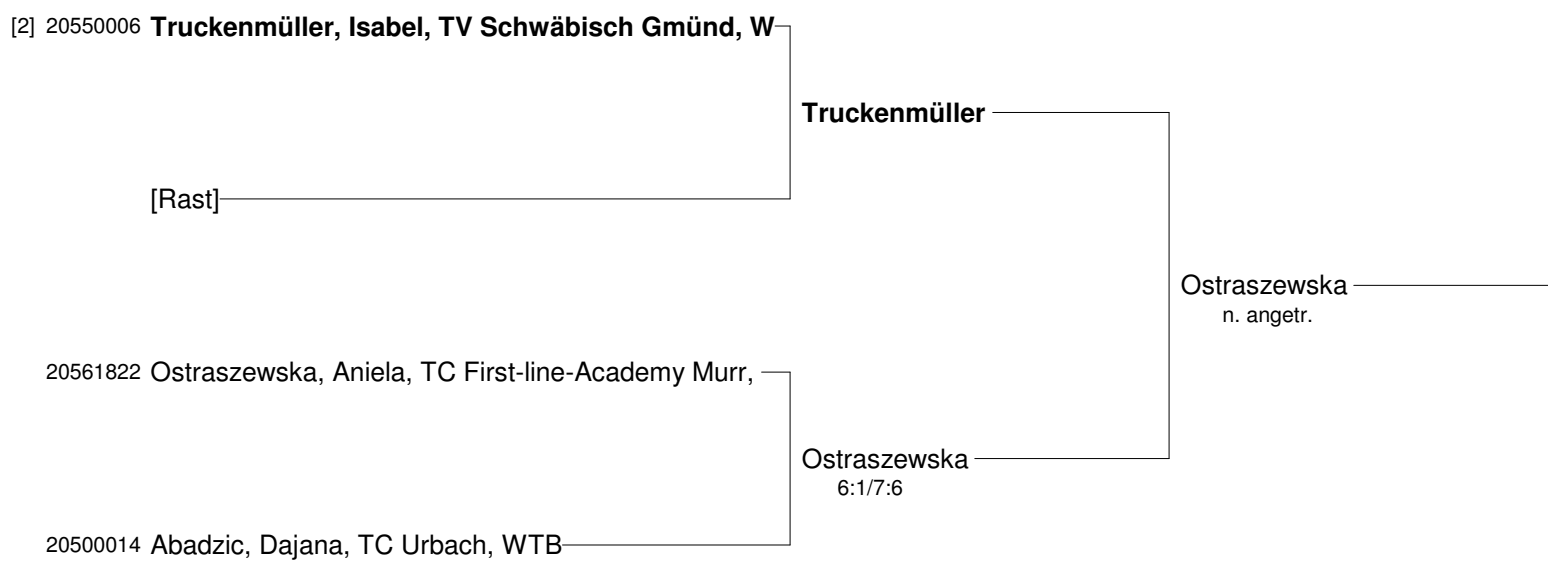 [2] 20550006 Truckenmüller, Isabel, TV Schwäbisch Gmünd, W
Truckenmüller
[Rast]
Ostraszewska
n. angetr.
20561822 Ostraszewska, Aniela, TC First-line-Academy Murr,
Ostraszewska
6:1/7:6
20500014 Abadzic, Dajana, TC Urbach, WTB